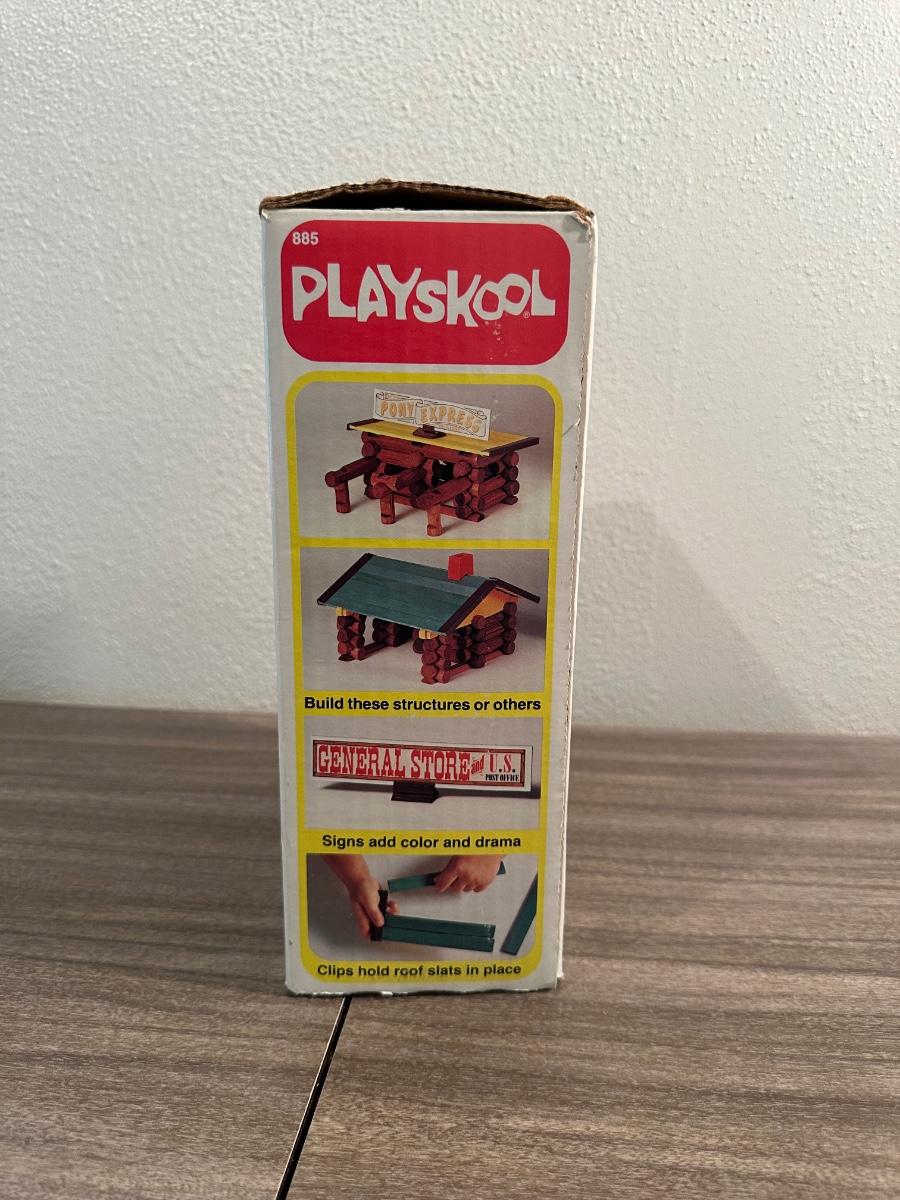 885
PLAYSKOOL®
PONY EXPRESS
Build these structures or others
GENERAL STORE and U.S.
POST OFFICE
Signs add color and drama
Clips hold roof slats in place